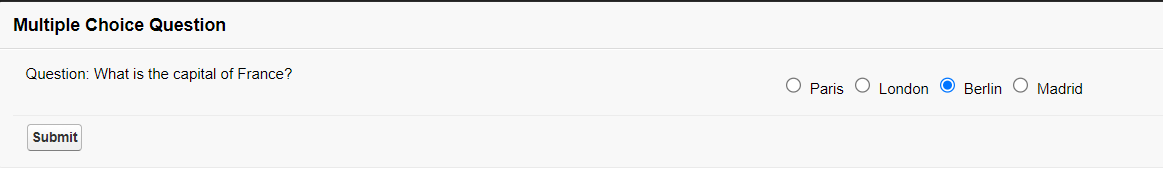 Multiple Choice Question
Question: What is the capital of France?
Paris London Berlin Madrid
Submit